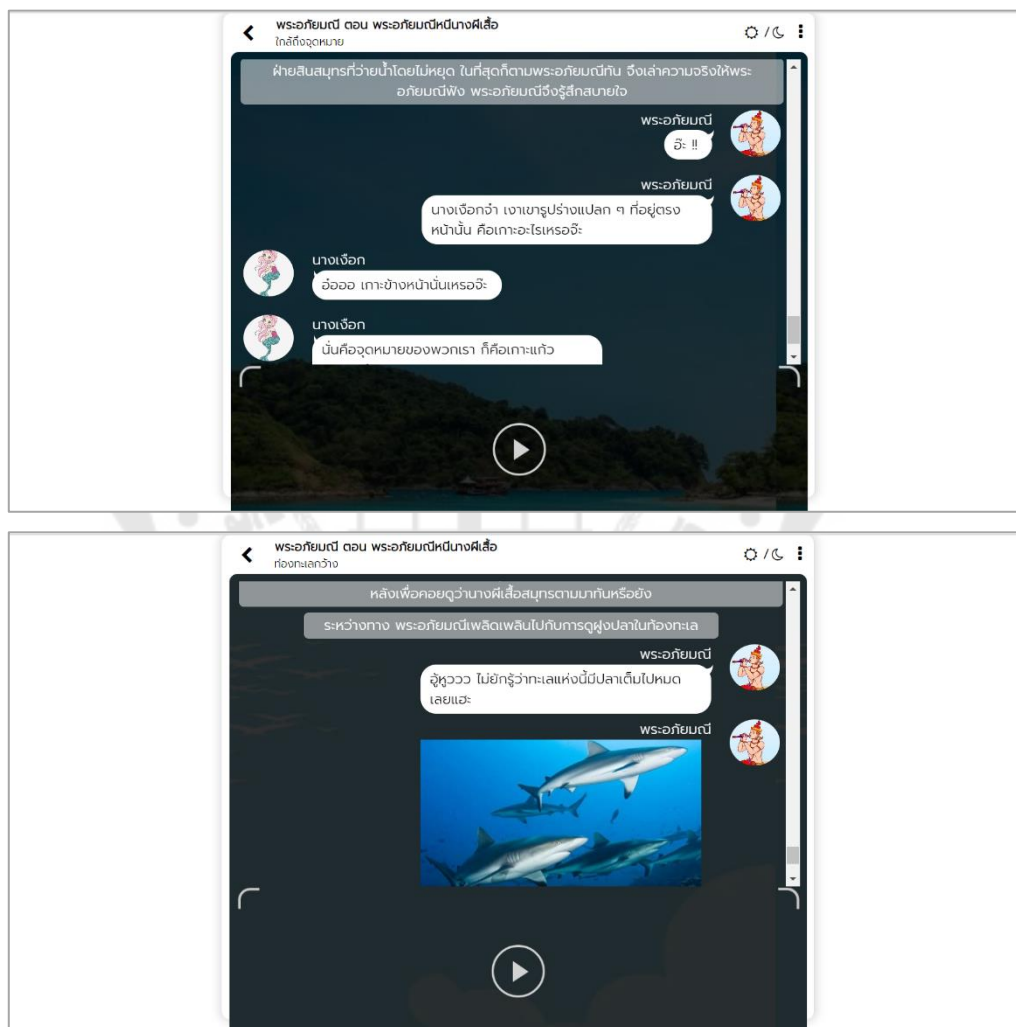 พระอภัยมณี ตอน พระอภัยมณีหนีนางผีเสื้อ
ใกล้ถึงจุดหมาย
ฝ่ายสินสมุทรที่ว่ายน้ำโดยไม่หยุด ในที่สุดก็ตามพระอภัยมณีทัน จึงเล่าความจริงให้พระ
อภัยมณีฟัง พระอภัยมณีจึงรู้สึกสบายใจ
พระอภัยมณี
อ๊ะ !!
พระอภัยมณี
นางเงือกจ๋า เงาเขารูปร่างแปลก ๆ ที่อยู่ตรง
หน้านั้น คือเกาะอะไรเหรอจ๊ะ
นางเงือก
อ๋อออ เกาะข้างหน้านั่นเหรอจ๊ะ
นางเงือก
นั่นคือจุดหมายของพวกเรา ก็คือเกาะแก้ว
พระอภัยมณี ตอน พระอภัยมณีหนีนางผีเสื้อ
ท่องทะเลกว้าง
หลังเพื่อคอยดูว่านางผีเสื้อสมุทรตามมาทันหรือยัง
ระหว่างทาง พระอภัยมณีเพลิดเพลินไปกับการดูฝูงปลาในท้องทะเล
พระอภัยมณี
อู้หูววว ไม่ยักรู้ว่าทะเลแห่งนี้มีปลาเต็มไปหมด
เลยแฮะ
พระอภัยมณี